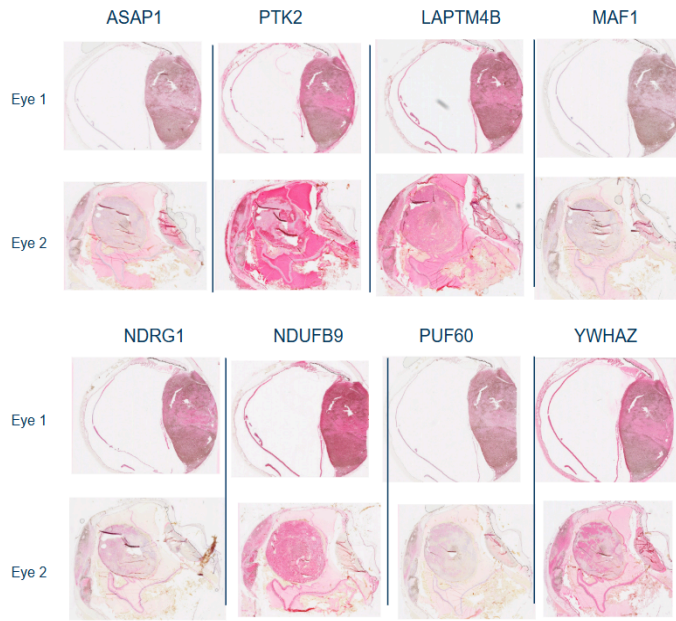 ASAP1 PTK2 LAPTM4B MAF1
Eye 1
Eye 2
NDRG1 NDUFB9 PUF60 YWHAZ
Eye 1
Eye 2